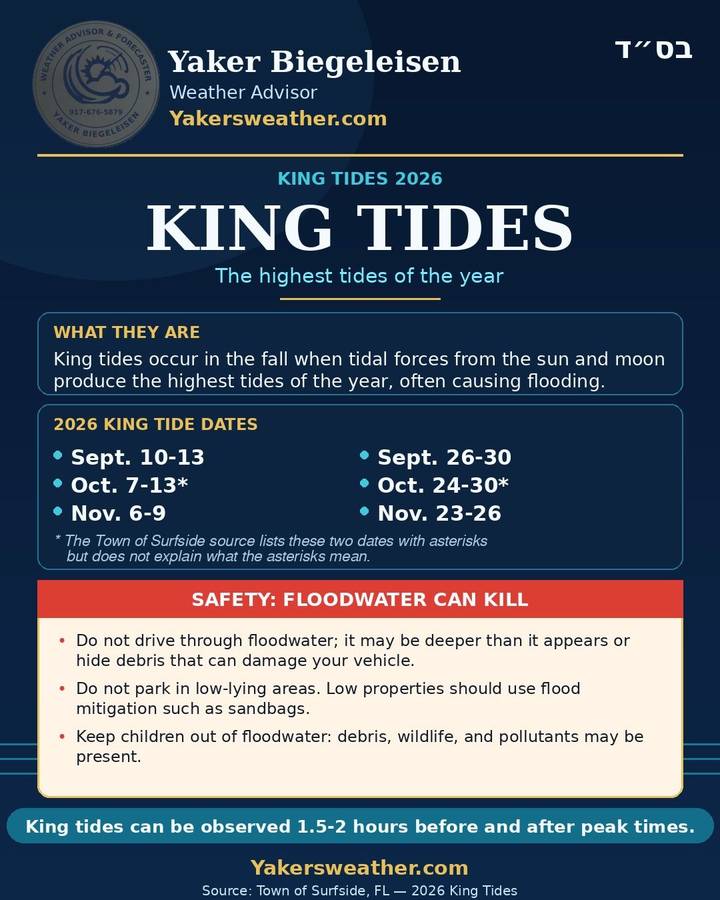 WEATHER ADVISOR & FORECASTER
917-676-5879
YAKER BIEGELEISEN
Yaker Biegeleisen
Weather Advisor
Yakersweather.com
בס״ד
KING TIDES 2026
KING TIDES
The highest tides of the year
WHAT THEY ARE
King tides occur in the fall when tidal forces from the sun and moon
produce the highest tides of the year, often causing flooding.
2026 KING TIDE DATES
• Sept. 10-13
• Sept. 26-30
• Oct. 7-13*
• Oct. 24-30*
• Nov. 6-9
• Nov. 23-26
* The Town of Surfside source lists these two dates with asterisks
but does not explain what the asterisks mean.
SAFETY: FLOODWATER CAN KILL
• Do not drive through floodwater; it may be deeper than it appears or
hide debris that can damage your vehicle.
• Do not park in low-lying areas. Low properties should use flood
mitigation such as sandbags.
• Keep children out of floodwater: debris, wildlife, and pollutants may be
present.
King tides can be observed 1.5-2 hours before and after peak times.
Yakersweather.com
Source: Town of Surfside, FL — 2026 King Tides